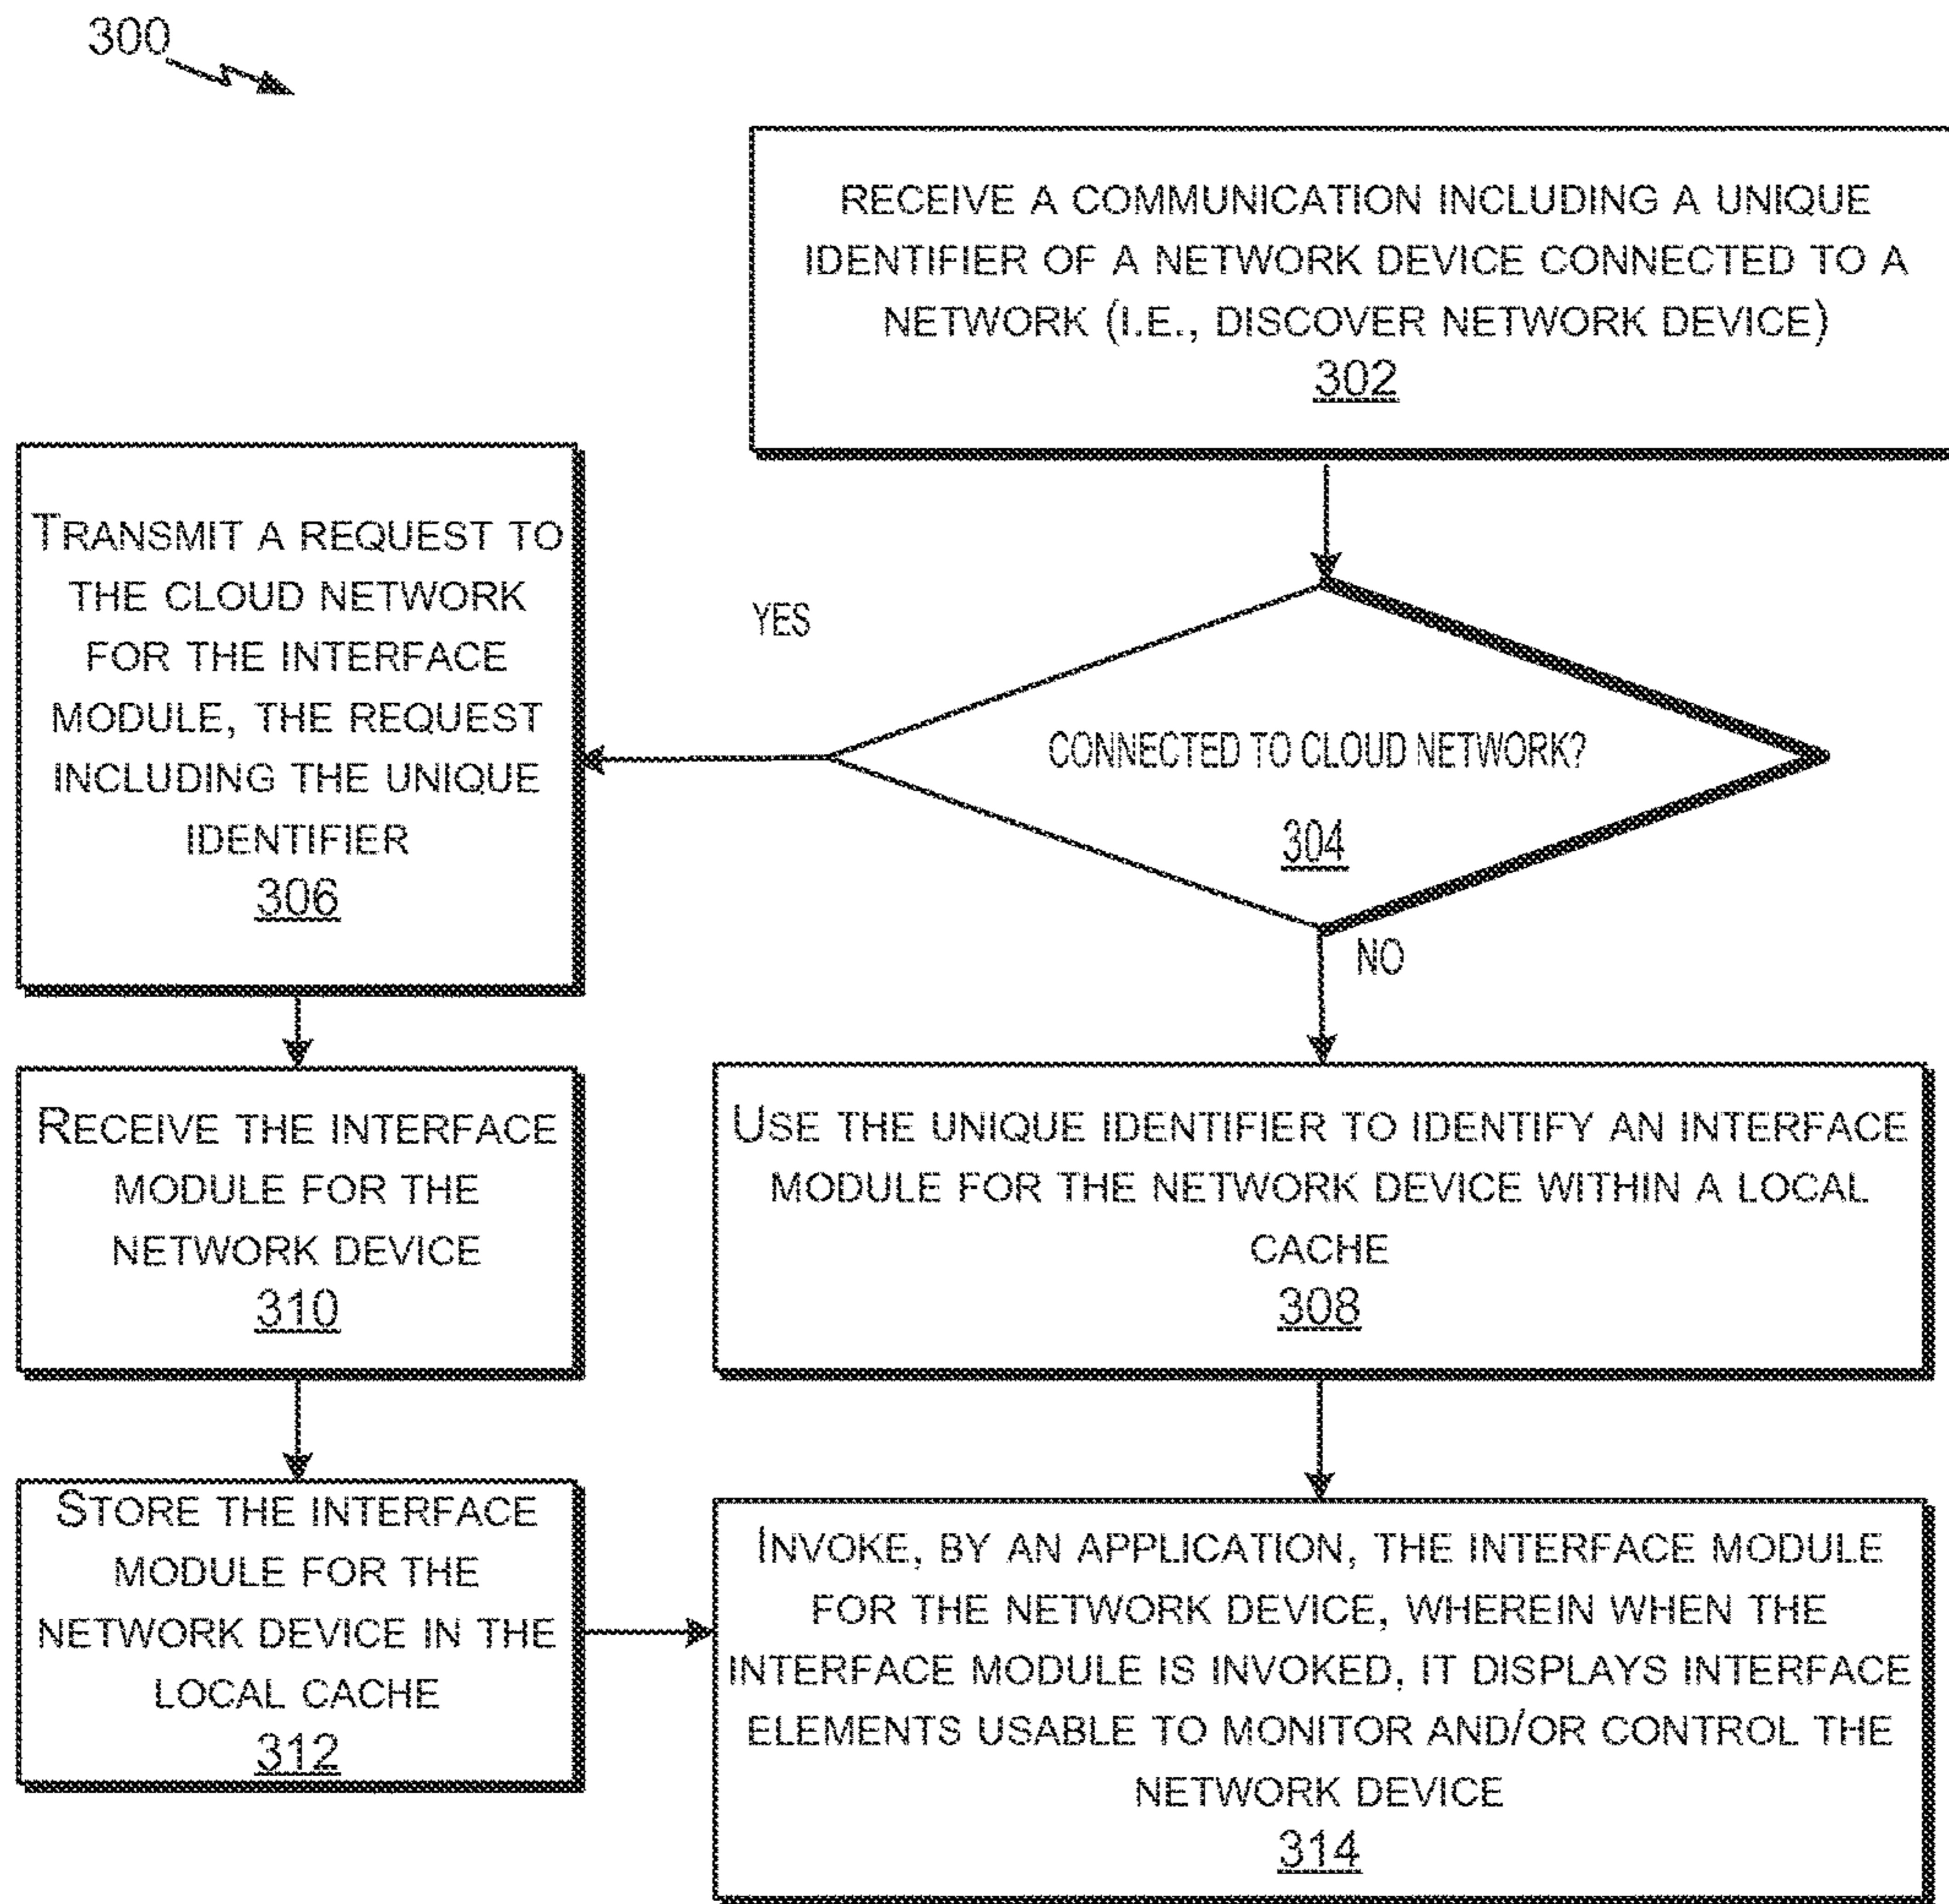 300
RECEIVE A COMMUNICATION INCLUDING A UNIQUE
IDENTIFIER OF A NETWORK DEVICE CONNECTED TO A
NETWORK (I.E., DISCOVER NETWORK DEVICE)
302
YES
CONNECTED TO CLOUD NETWORK?
304
NO
TRANSMIT A REQUEST TO
THE CLOUD NETWORK
FOR THE INTERFACE
MODULE, THE REQUEST
INCLUDING THE UNIQUE
IDENTIFIER
306
RECEIVE THE INTERFACE
MODULE FOR THE
NETWORK DEVICE
310
USE THE UNIQUE IDENTIFIER TO IDENTIFY AN INTERFACE
MODULE FOR THE NETWORK DEVICE WITHIN A LOCAL
CACHE
308
STORE THE INTERFACE
MODULE FOR THE
NETWORK DEVICE IN THE
LOCAL CACHE
312
INVOKE, BY AN APPLICATION, THE INTERFACE MODULE
FOR THE NETWORK DEVICE, WHEREIN WHEN THE
INTERFACE MODULE IS INVOKED, IT DISPLAYS INTERFACE
ELEMENTS USABLE TO MONITOR AND/OR CONTROL THE
NETWORK DEVICE
314